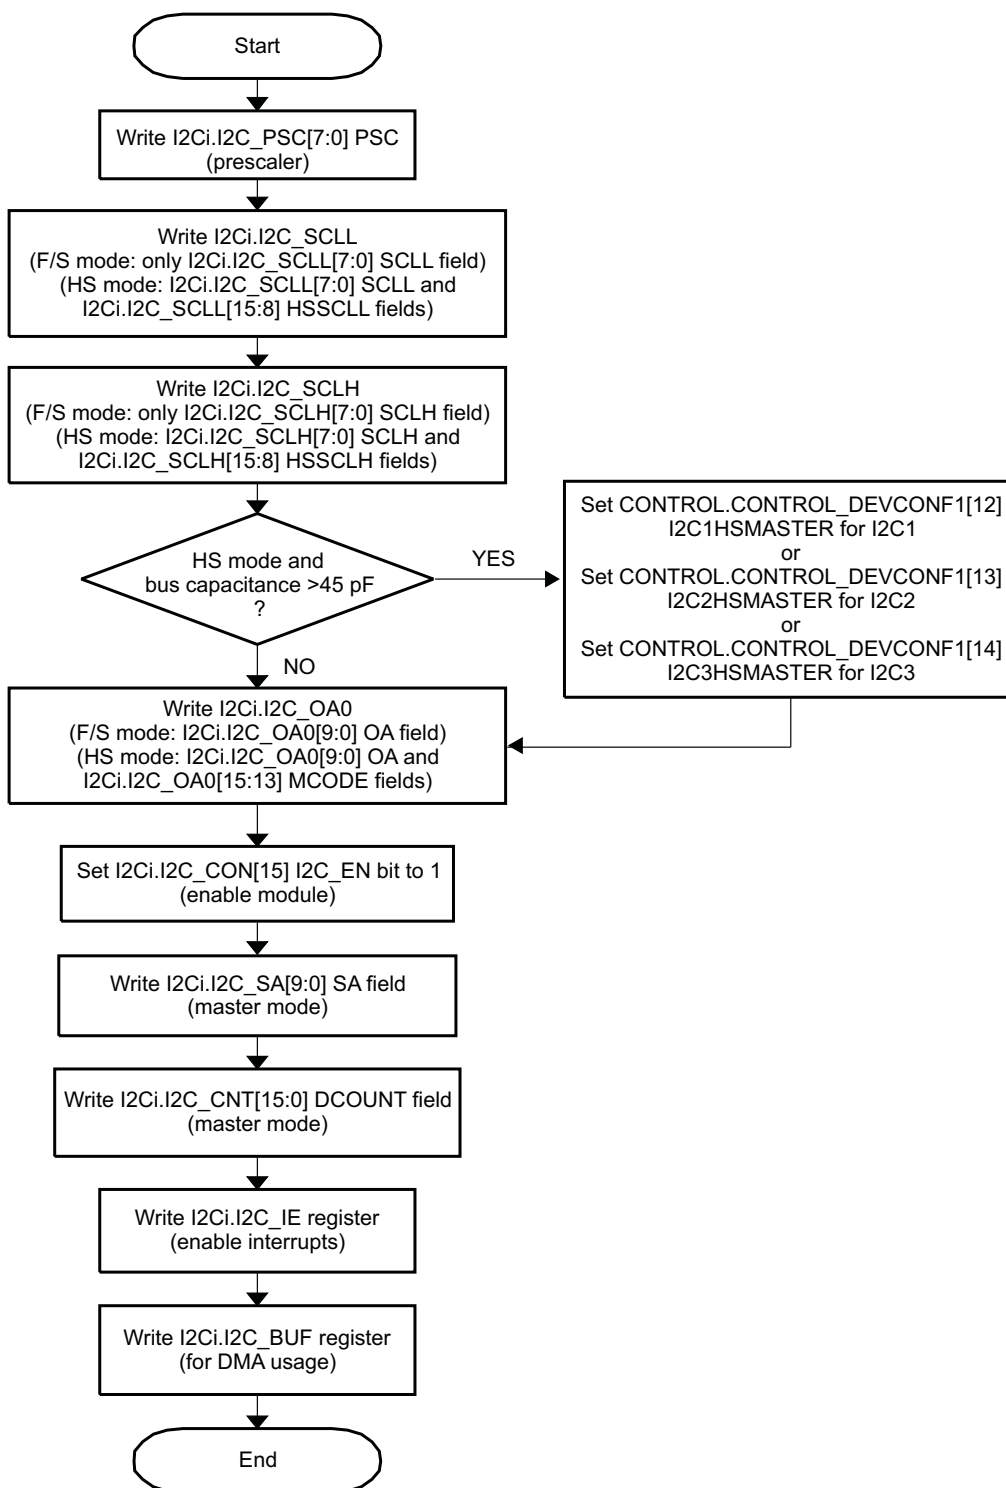 Start
Write I2Ci.I2C_PSC[7:0] PSC
(prescaler)
Write I2Ci.I2C_SCLL
(F/S mode: only I2Ci.I2C_SCLL[7:0] SCLL field)
(HS mode: I2Ci.I2C_SCLL[7:0] SCLL and
I2Ci.I2C_SCLL[15:8] HSSCLL fields)
Write I2Ci.I2C_SCLH
(F/S mode: only I2Ci.I2C_SCLH[7:0] SCLH field)
(HS mode: I2Ci.I2C_SCLH[7:0] SCLH and
I2Ci.I2C_SCLH[15:8] HSSCLH fields)
HS mode and
bus capacitance >45 pF
?
YES
Set CONTROL.CONTROL_DEVCONF1[12]
I2C1HSMASTER for I2C1
or
Set CONTROL.CONTROL_DEVCONF1[13]
I2C2HSMASTER for I2C2
or
Set CONTROL.CONTROL_DEVCONF1[14]
I2C3HSMASTER for I2C3
NO
Write I2Ci.I2C_OA0
(F/S mode: I2Ci.I2C_OA0[9:0] OA field)
(HS mode: I2Ci.I2C_OA0[9:0] OA and
I2Ci.I2C_OA0[15:13] MCODE fields)
Set I2Ci.I2C_CON[15] I2C_EN bit to 1
(enable module)
Write I2Ci.I2C_SA[9:0] SA field
(master mode)
Write I2Ci.I2C_CNT[15:0] DCOUNT field
(master mode)
Write I2Ci.I2C_IE register
(enable interrupts)
Write I2Ci.I2C_BUF register
(for DMA usage)
End